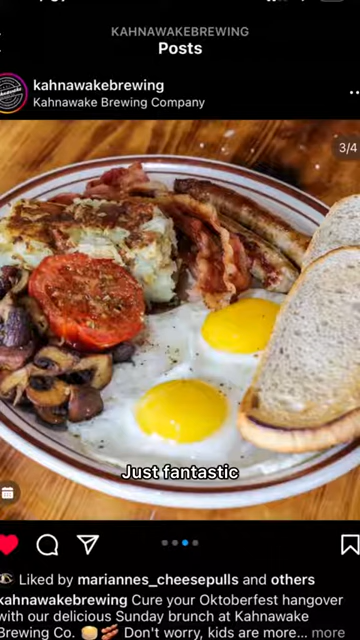 KAHNAWAKEBREWING
Posts
kahnawakebrewing
Kahnawake Brewing Company
3/4
Just fantastic
Liked by mariannes_cheesepulls and others
kahnawakebrewing Cure your Oktoberfest hangover
with our delicious Sunday brunch at Kahnawake
Brewing Co. 🍔🥓 Don't worry, kids are more... more